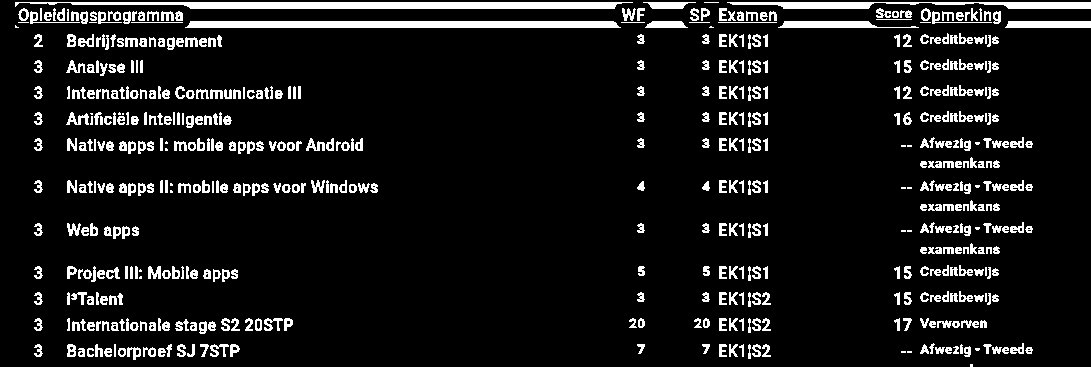 Opleidingsprogramma WF SP Examen Score Opmerking
2 Bedrijfsmanagement 3 3 EK1|S1 12 Creditbewijs
3 Analyse III 3 3 EK1|S1 15 Creditbewijs
3 Internationale Communicatie III 3 3 EK1|S1 12 Creditbewijs
3 Artificiële Intelligentie 3 3 EK1|S1 16 Creditbewijs
3 Native apps I: mobile apps voor Android 3 3 EK1|S1 -- Afwezig - Tweede
examenkans
3 Native apps II: mobile apps voor Windows 4 4 EK1|S1 -- Afwezig - Tweede
examenkans
3 Web apps 3 3 EK1|S1 -- Afwezig - Tweede
examenkans
3 Project III: Mobile apps 5 5 EK1|S1 15 Creditbewijs
3 i³Talent 3 3 EK1|S2 15 Creditbewijs
3 Internationale stage S2 20STP 20 20 EK1|S2 17 Verworven
3 Bachelorproef SJ 7STP 7 7 EK1|S2 -- Afwezig - Tweede